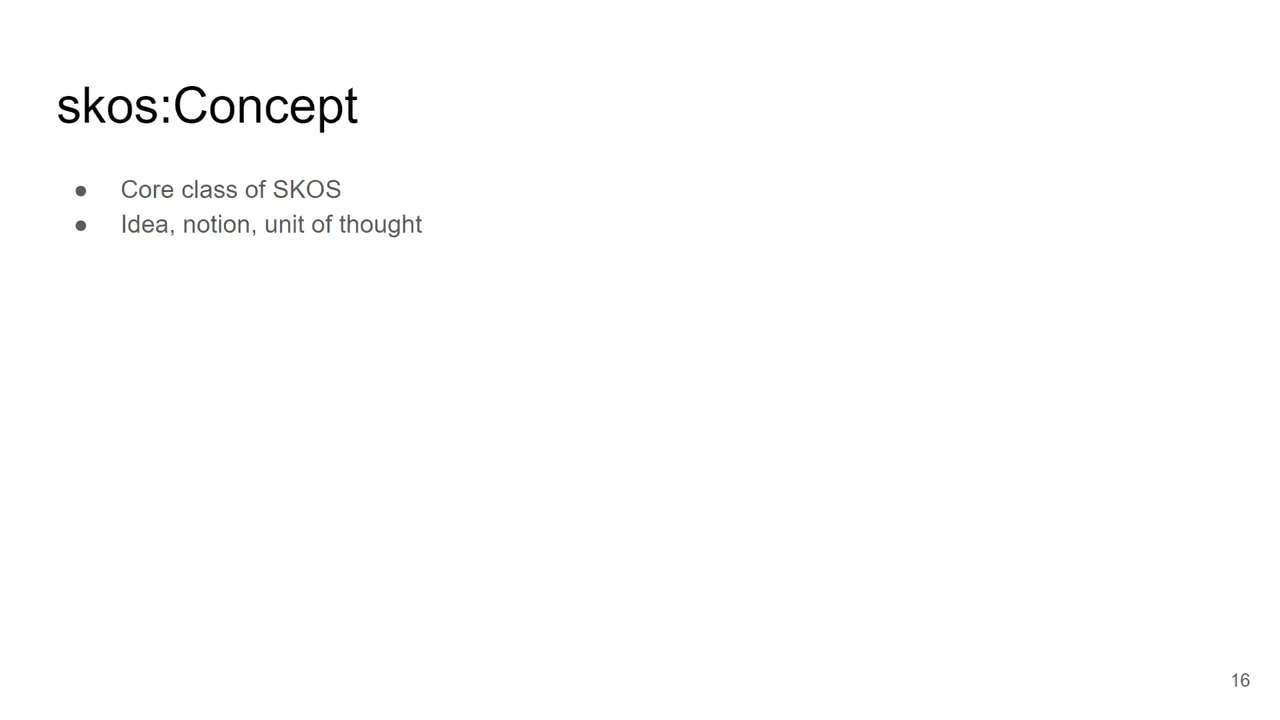 skos:Concept
● Core class of SKOS
● Idea, notion, unit of thought
16